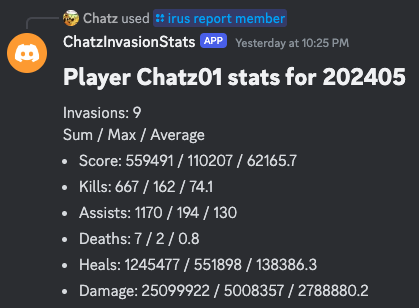 Chatz used irus report member
ChatzInvasionStats APP Yesterday at 10:25 PM
Player Chatz01 stats for 202405
Invasions: 9
Sum / Max / Average
• Score: 559491 / 110207 / 62165.7
• Kills: 667 / 162 / 74.1
• Assists: 1170 / 194 / 130
• Deaths: 7 / 2 / 0.8
• Heals: 1245477 / 551898 / 138386.3
• Damage: 25099922 / 5008357 / 2788880.2